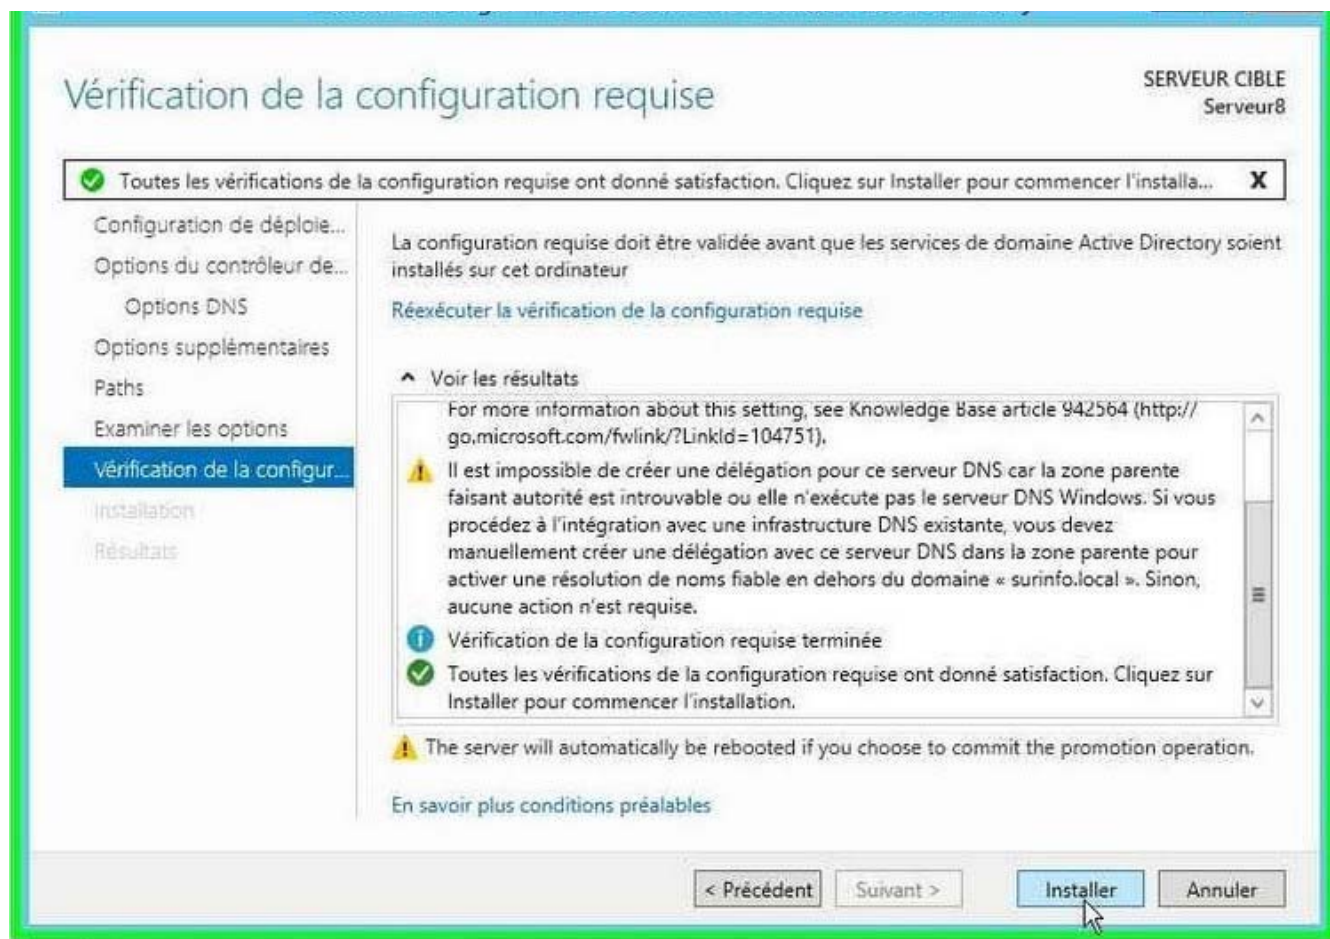 Vérification de la configuration requise
SERVEUR CIBLE
Serveur8
Toutes les vérifications de la configuration requise ont donné satisfaction. Cliquez sur Installer pour commencer l'installa... X
Configuration de déploie...
Options du contrôleur de...
Options DNS
Options supplémentaires
Paths
Examiner les options
Vérification de la configur...
Installation
Résultats
La configuration requise doit être validée avant que les services de domaine Active Directory soient
installés sur cet ordinateur
Réexécuter la vérification de la configuration requise
Voir les résultats
For more information about this setting, see Knowledge Base article 942564 (http://
go.microsoft.com/fwlink/?LinkId=104751).
Il est impossible de créer une délégation pour ce serveur DNS car la zone parente
faisant autorité est introuvable ou elle n'exécute pas le serveur DNS Windows. Si vous
procédez à l'intégration avec une infrastructure DNS existante, vous devez
manuellement créer une délégation avec ce serveur DNS dans la zone parente pour
activer une résolution de noms fiable en dehors du domaine « surinfo.local ». Sinon,
aucune action n'est requise.
Vérification de la configuration requise terminée
Toutes les vérifications de la configuration requise ont donné satisfaction. Cliquez sur
Installer pour commencer l'installation.
The server will automatically be rebooted if you choose to commit the promotion operation.
En savoir plus conditions préalables
< Précédent
Suivant >
Installer
Annuler